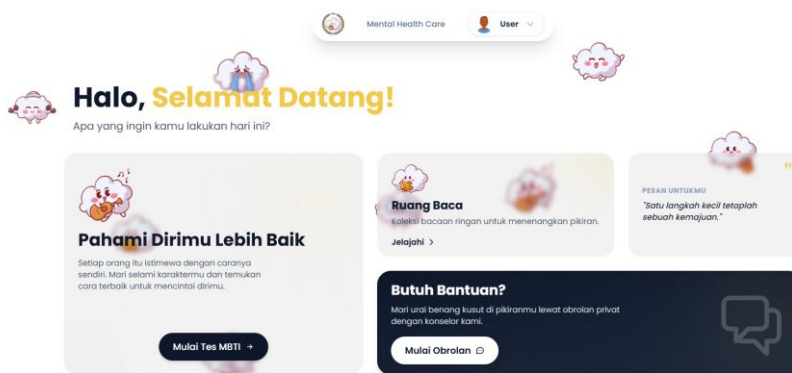 Mental Health Care
User
Halo, Selamat Datang!
Apa yang ingin kamu lakukan hari ini?
Pahami Dirimu Lebih Baik
Setiap orang itu istimewa dengan caranya
sendiri. Mari selami karaktermu dan temukan
cara terbaik untuk mencintai dirimu.
Mulai Tes MBTI →
Ruang Baca
Koleksi bacaan ringan untuk menenangkan pikiran.
Jelajahi >
"
PESAN UNTUKMU
"Satu langkah kecil tetaplah
sebuah kemajuan."
Butuh Bantuan?
Mari urai benang kusut di pikiranmu lewat obrolan privat
dengan konselor kami.
Mulai Obrolan